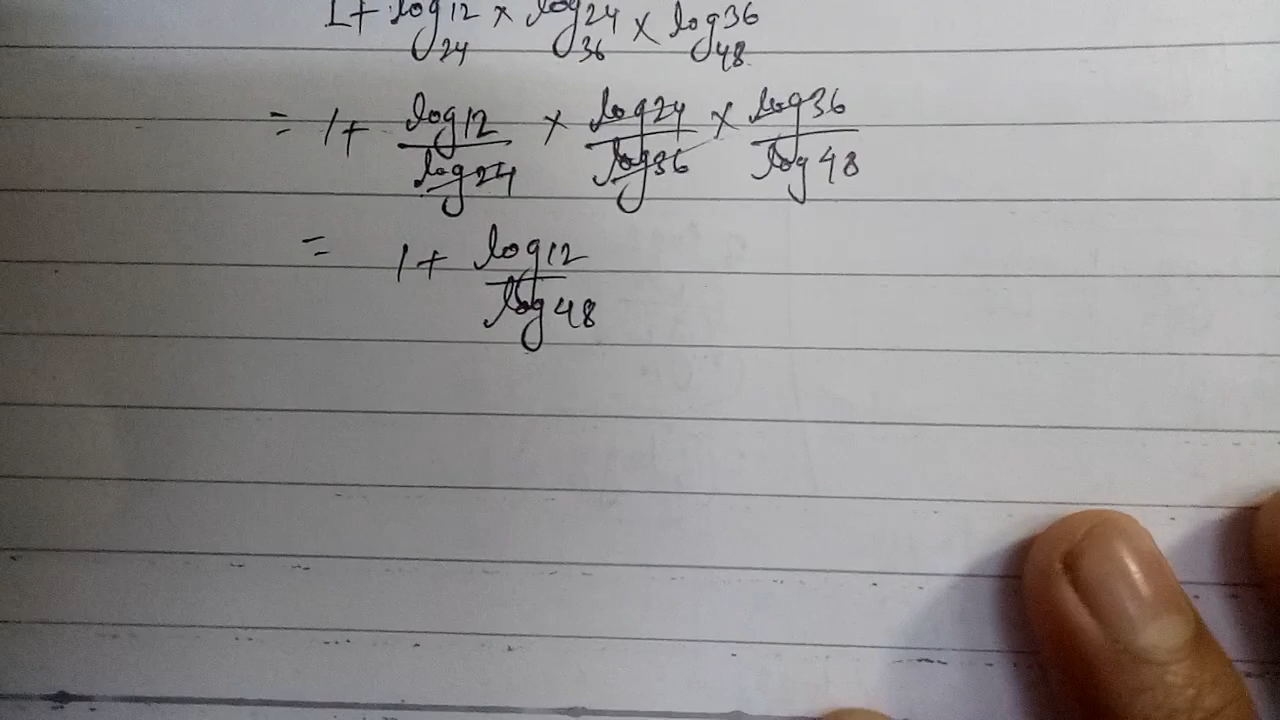 1 + log₂₄12 × log₃₆24 × log₄₈36
= 1 + log12/log24 × log24/log36 × log36/log48
= 1 + log12/log48